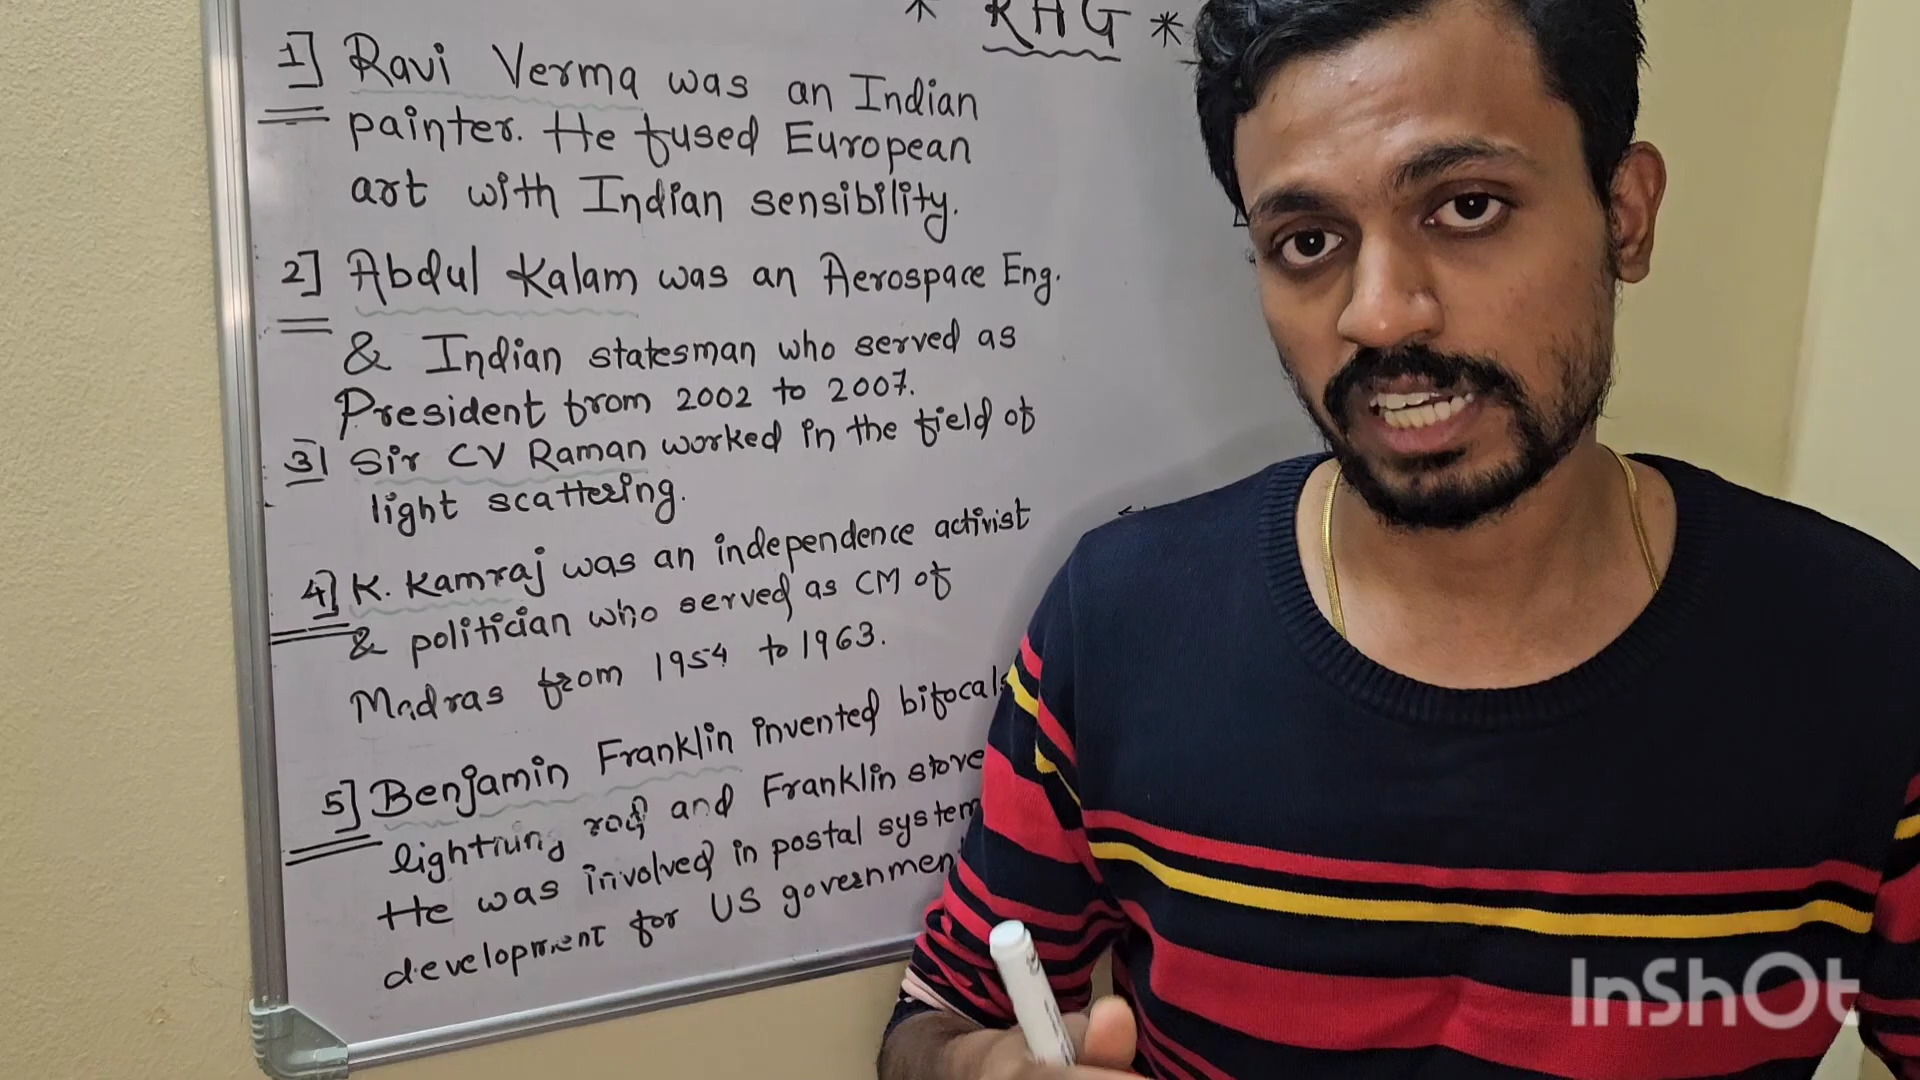 * RHG *
1] Ravi Verma was an Indian
painter. He fused European
art with Indian sensibility.
2] Abdul Kalam was an Aerospace Eng.
& Indian statesman who served as
President from 2002 to 2007.
3] Sir CV Raman worked in the field of
light scattering.
4] K. Kamraj was an independence activist
& politician who served as CM of
Madras from 1954 to 1963.
5] Benjamin Franklin invented bifocals
lightning rod and Franklin stove
He was involved in postal system
development for US government
InShOt